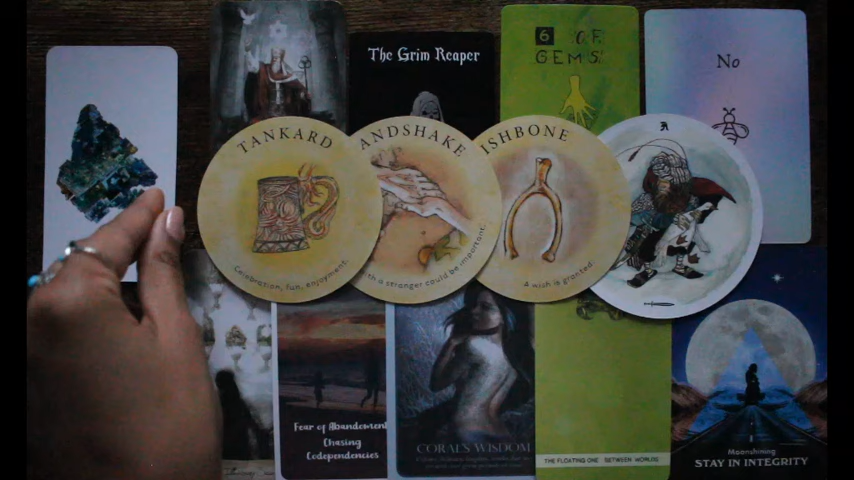 The Grim Reaper
6 OF
GEMS
No
TANKARD
Celebration, fun, enjoyment.
ANDSHAKE
th a stranger could be important.
ISHBONE
A wish is granted
Fear of Abandonment
Chasing
Codependencies
CORAL'S WISDOM
THE FLOATING ONE BETWEEN WORLDS
Moonshining
STAY IN INTEGRITY